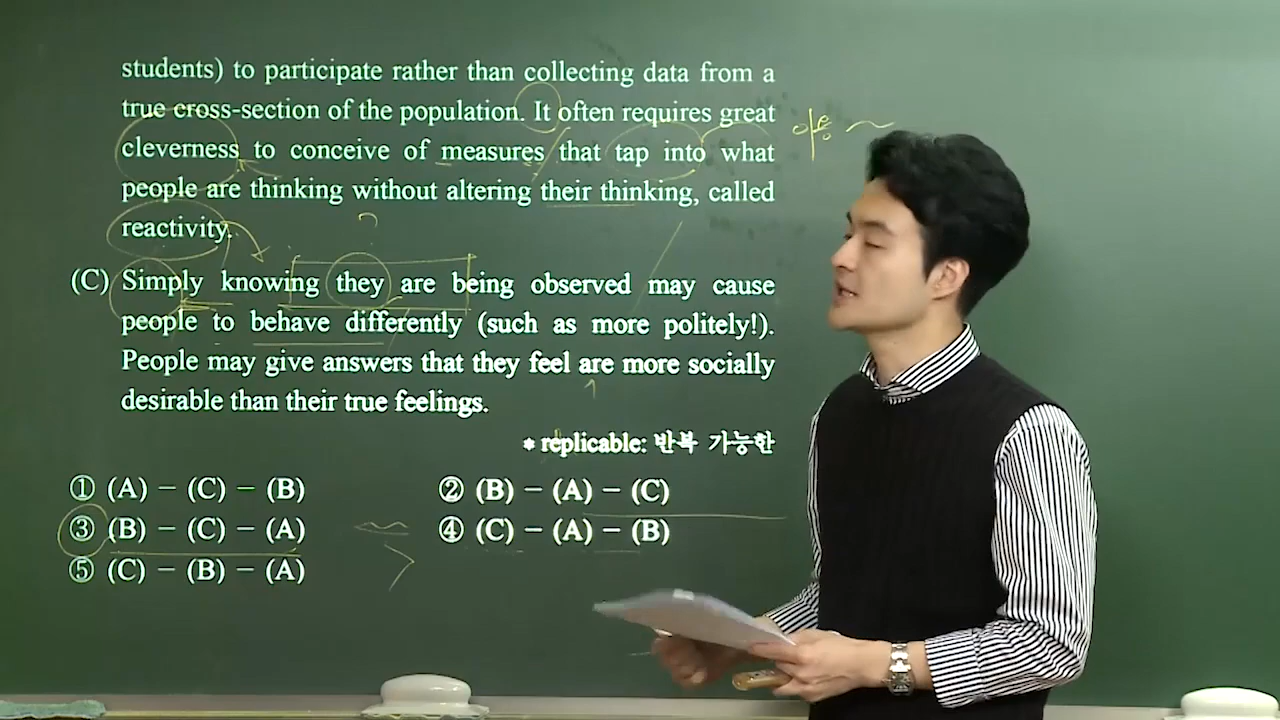 students) to participate rather than collecting data from a
true cross-section of the population. It often requires great
cleverness to conceive of measures that tap into what
people are thinking without altering their thinking, called
reactivity.
(C) Simply knowing they are being observed may cause
people to behave differently (such as more politely!).
People may give answers that they feel are more socially
desirable than their true feelings.
* replicable: 반복 가능한
① (A) - (C) - (B) ② (B) - (A) - (C)
③ (B) - (C) - (A) ④ (C) - (A) - (B)
⑤ (C) - (B) - (A)